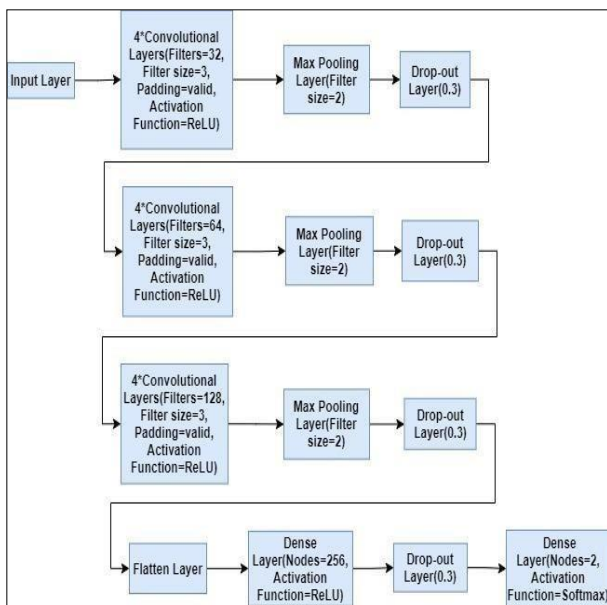 Input Layer
4*Convolutional
Layers(Filters=32,
Filter size=3,
Padding=valid,
Activation
Function=ReLU)
Max Pooling
Layer(Filter
size=2)
Drop-out
Layer(0.3)
4*Convolutional
Layers(Filters=64,
Filter size=3,
Padding=valid,
Activation
Function=ReLU)
Max Pooling
Layer(Filter
size=2)
Drop-out
Layer(0.3)
4*Convolutional
Layers(Filters=128,
Filter size=3,
Padding=valid,
Activation
Function=ReLU)
Max Pooling
Layer(Filter
size=2)
Drop-out
Layer(0.3)
Flatten Layer
Dense
Layer(Nodes=256,
Activation
Function=ReLU)
Drop-out
Layer(0.3)
Dense
Layer(Nodes=2,
Activation
Function=Softmax)